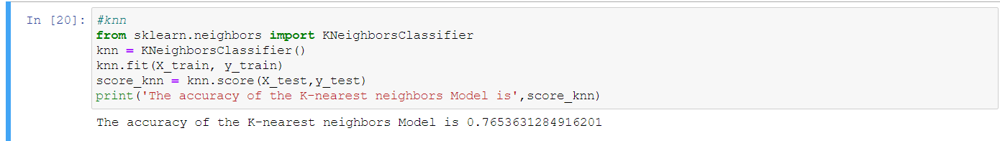 In [20]: #knn
from sklearn.neighbors import KNeighborsClassifier
knn = KNeighborsClassifier()
knn.fit(X_train, y_train)
score_knn = knn.score(X_test,y_test)
print('The accuracy of the K-nearest neighbors Model is',score_knn)
The accuracy of the K-nearest neighbors Model is 0.7653631284916201